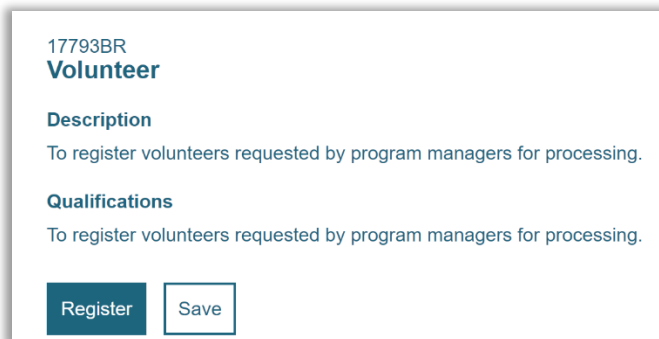 17793BR
Volunteer
Description
To register volunteers requested by program managers for processing.
Qualifications
To register volunteers requested by program managers for processing.
Register Save